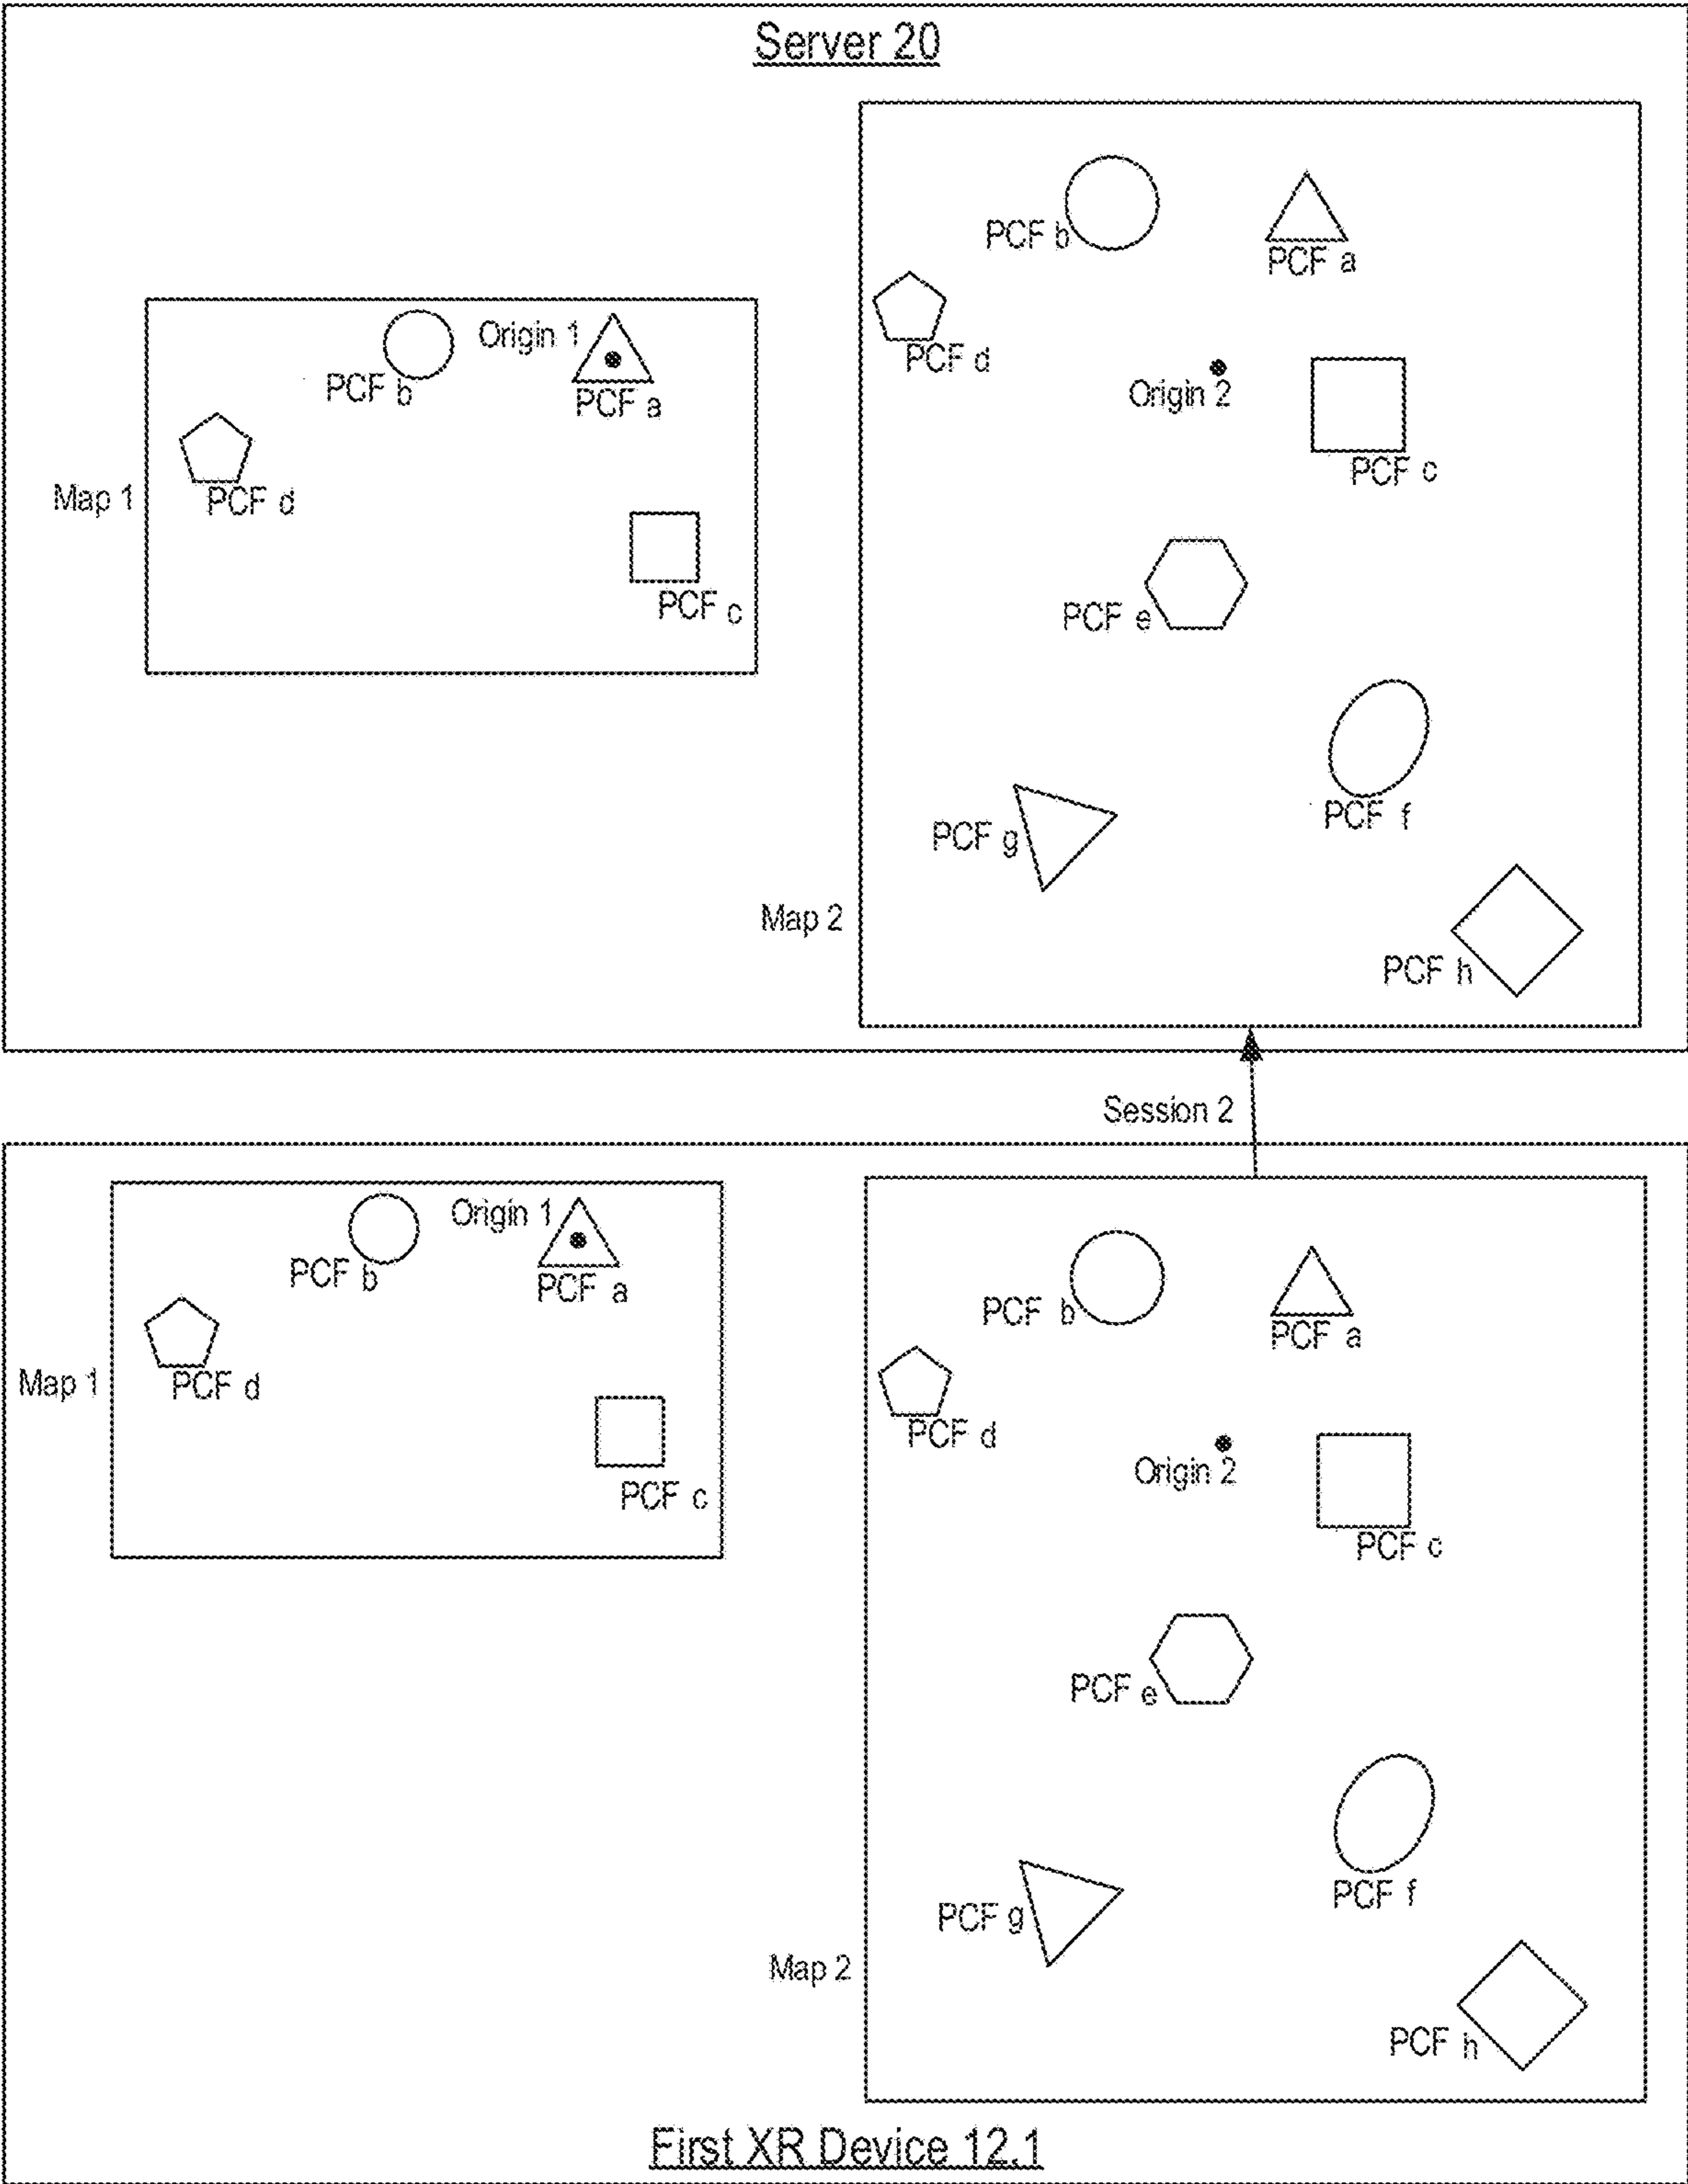 Server 20
PCF b
PCF a
PCF d
Origin 2
PCF c
PCF e
PCF f
PCF g
Map 2
PCF h
Origin 1
PCF b
PCF a
Map 1
PCF d
PCF c
Session 2
Origin 1
PCF b
PCF a
Map 1
PCF d
PCF c
PCF b
PCF a
PCF d
Origin 2
PCF c
PCF e
PCF f
PCF g
Map 2
PCF h
First XR Device 12.1